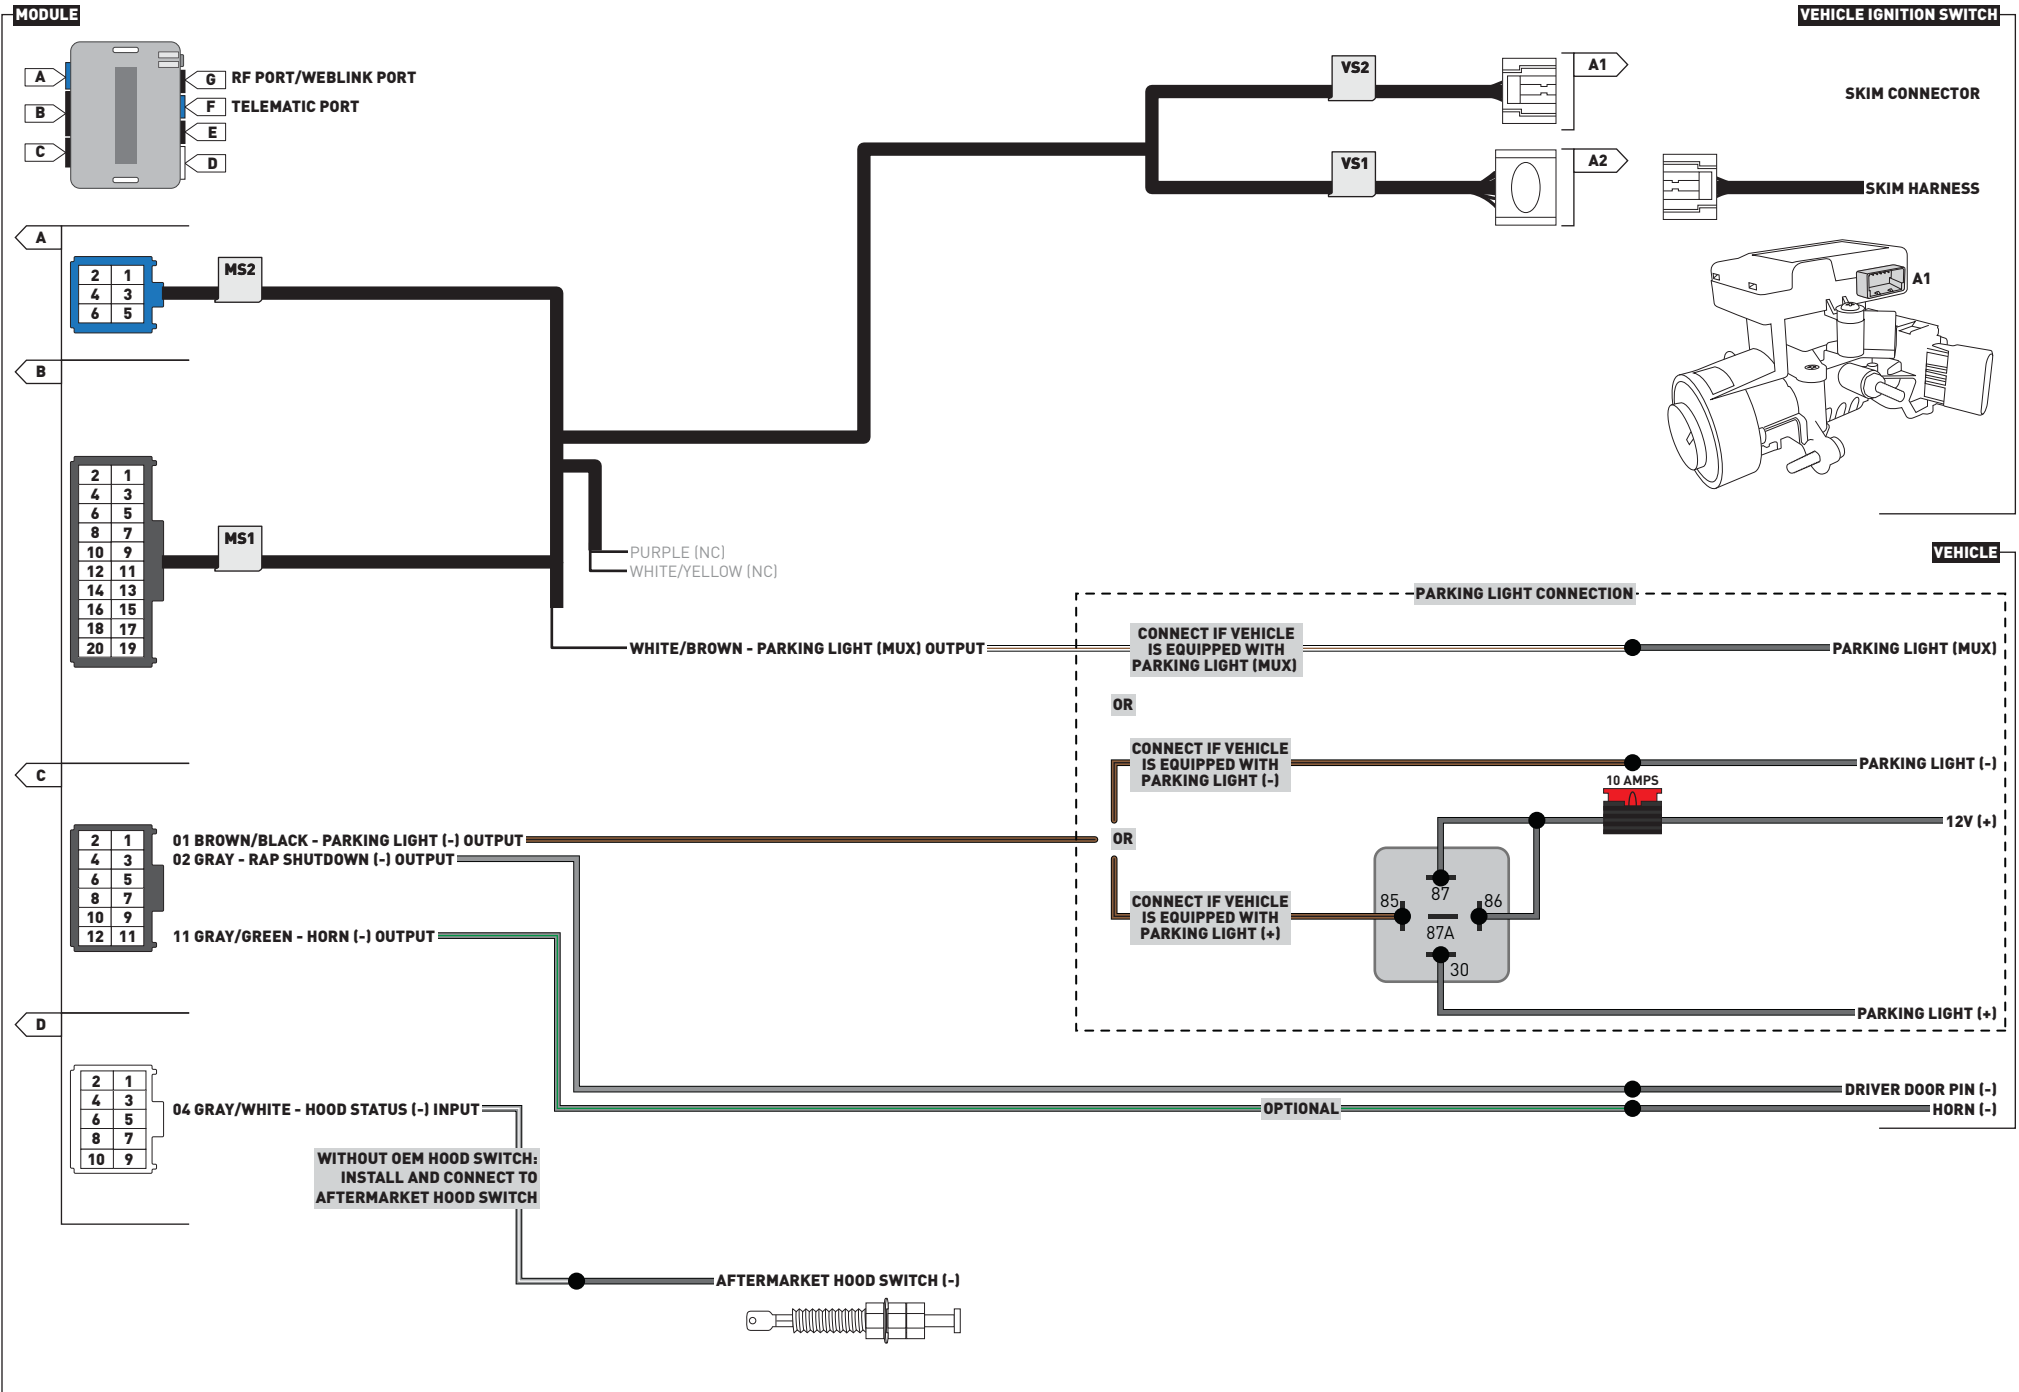 MODULE
VEHICLE IGNITION SWITCH
A
B
C
G RF PORT/WEBLINK PORT
F TELEMATIC PORT
E
D
VS2
A1
SKIM CONNECTOR
VS1
A2
SKIM HARNESS
A1
A
2 1
4 3
6 5
MS2
B
2 1
4 3
6 5
8 7
10 9
12 11
14 13
16 15
18 17
20 19
MS1
PURPLE (NC)
WHITE/YELLOW (NC)
WHITE/BROWN - PARKING LIGHT (MUX) OUTPUT
VEHICLE
PARKING LIGHT CONNECTION
CONNECT IF VEHICLE
IS EQUIPPED WITH
PARKING LIGHT (MUX)
PARKING LIGHT (MUX)
OR
CONNECT IF VEHICLE
IS EQUIPPED WITH
PARKING LIGHT (-)
PARKING LIGHT (-)
10 AMPS
12V (+)
OR
CONNECT IF VEHICLE
IS EQUIPPED WITH
PARKING LIGHT (+)
85
87
86
87A
30
PARKING LIGHT (+)
C
2 1
4 3
6 5
8 7
10 9
12 11
01 BROWN/BLACK - PARKING LIGHT (-) OUTPUT
02 GRAY - RAP SHUTDOWN (-) OUTPUT
11 GRAY/GREEN - HORN (-) OUTPUT
DRIVER DOOR PIN (-)
OPTIONAL
HORN (-)
D
2 1
4 3
6 5
8 7
10 9
04 GRAY/WHITE - HOOD STATUS (-) INPUT
WITHOUT OEM HOOD SWITCH:
INSTALL AND CONNECT TO
AFTERMARKET HOOD SWITCH
AFTERMARKET HOOD SWITCH (-)